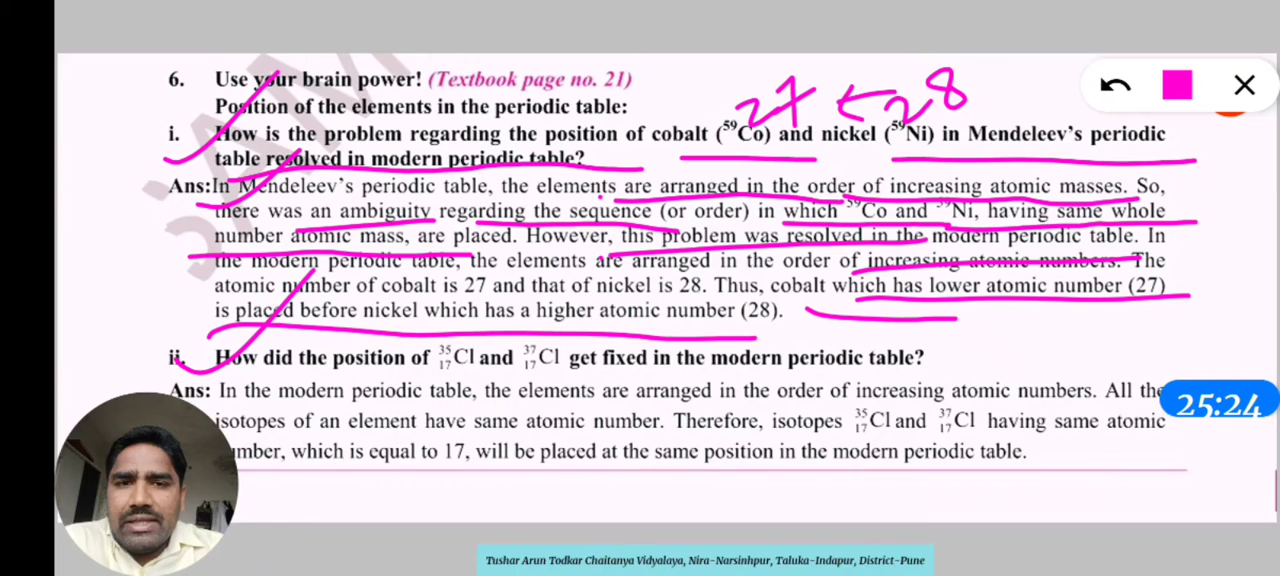 6. Use your brain power! (Textbook page no. 21)
Position of the elements in the periodic table:
27 < 28
i. How is the problem regarding the position of cobalt (⁵⁹Co) and nickel (⁵⁹Ni) in Mendeleev's periodic
table resolved in modern periodic table?
Ans: In Mendeleev's periodic table, the elements are arranged in the order of increasing atomic masses. So,
there was an ambiguity regarding the sequence (or order) in which ⁵⁹Co and ⁵⁹Ni, having same whole
number atomic mass, are placed. However, this problem was resolved in the modern periodic table. In
the modern periodic table, the elements are arranged in the order of increasing atomic numbers. The
atomic number of cobalt is 27 and that of nickel is 28. Thus, cobalt which has lower atomic number (27)
is placed before nickel which has a higher atomic number (28).
ii. How did the position of ³⁵₁₇Cl and ³⁷₁₇Cl get fixed in the modern periodic table?
Ans: In the modern periodic table, the elements are arranged in the order of increasing atomic numbers. All the
isotopes of an element have same atomic number. Therefore, isotopes ³⁵₁₇Cl and ³⁷₁₇Cl having same atomic
umber, which is equal to 17, will be placed at the same position in the modern periodic table.
25:24
Tushar Arun Todkar Chaitanya Vidyalaya, Nira-Narsinhpur, Taluka-Indapur, District-Pune